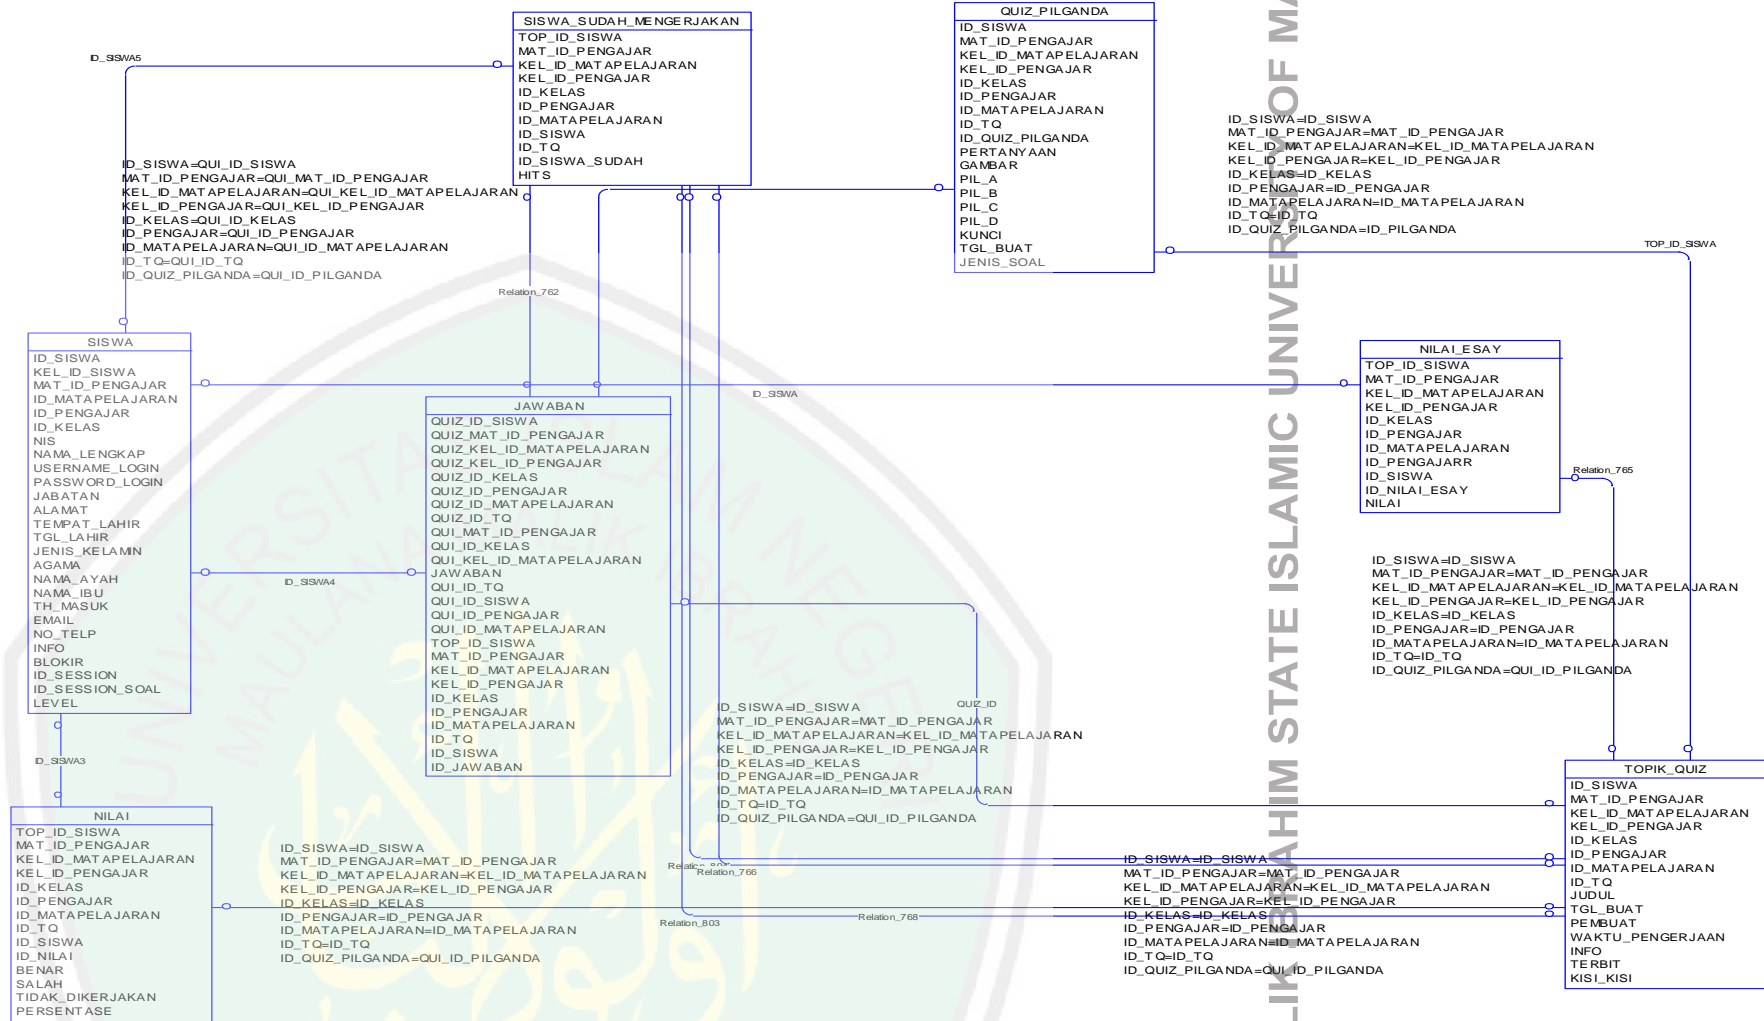 SISWA_SUDAH_MENGERJAKAN
TOP_ID_SISWA
MAT_ID_PENGAJAR
KEL_ID_MATAPELAJARAN
KEL_ID_PENGAJAR
ID_KELAS
ID_PENGAJAR
ID_MATAPELAJARAN
ID_SISWA
ID_TQ
ID_SISWA_SUDAH
HITS
QUIZ_PILGANDA
ID_SISWA
MAT_ID_PENGAJAR
KEL_ID_MATAPELAJARAN
KEL_ID_PENGAJAR
ID_KELAS
ID_PENGAJAR
ID_MATAPELAJARAN
ID_TQ
ID_QUIZ_PILGANDA
PERTANYAAN
GAMBAR
PIL_A
PIL_B
PIL_C
PIL_D
KUNCI
TGL_BUAT
JENIS_SOAL
ID_SISWA5
ID_SISWA=QUI_ID_SISWA
MAT_ID_PENGAJAR=QUI_MAT_ID_PENGAJAR
KEL_ID_MATAPELAJARAN=QUI_KEL_ID_MATAPELAJARAN
KEL_ID_PENGAJAR=QUI_KEL_ID_PENGAJAR
ID_KELAS=QUI_ID_KELAS
ID_PENGAJAR=QUI_ID_PENGAJAR
ID_MATAPELAJARAN=QUI_ID_MATAPELAJARAN
ID_TQ=QUI_ID_TQ
ID_QUIZ_PILGANDA=QUI_ID_PILGANDA
ID_SISWA=ID_SISWA
MAT_ID_PENGAJAR=MAT_ID_PENGAJAR
KEL_ID_MATAPELAJARAN=KEL_ID_MATAPELAJARAN
KEL_ID_PENGAJAR=KEL_ID_PENGAJAR
ID_KELAS=ID_KELAS
ID_PENGAJAR=ID_PENGAJAR
ID_MATAPELAJARAN=ID_MATAPELAJARAN
ID_TQ=ID_TQ
ID_QUIZ_PILGANDA=ID_PILGANDA
TOP_ID_SISWA
Relation_762
SISWA
ID_SISWA
KEL_ID_SISWA
MAT_ID_PENGAJAR
ID_MATAPELAJARAN
ID_PENGAJAR
ID_KELAS
NIS
NAMA_LENGKAP
USERNAME_LOGIN
PASSWORD_LOGIN
JABATAN
ALAMAT
TEMPAT_LAHIR
TGL_LAHIR
JENIS_KELAMIN
AGAMA
NAMA_AYAH
NAMA_IBU
TH_MASUK
EMAIL
NO_TELP
INFO
BLOKIR
ID_SESSION
ID_SESSION_SOAL
LEVEL
ID_SISWA
ID_SISWA4
JAWABAN
QUIZ_ID_SISWA
QUIZ_MAT_ID_PENGAJAR
QUIZ_KEL_ID_MATAPELAJARAN
QUIZ_KEL_ID_PENGAJAR
QUIZ_ID_KELAS
QUIZ_ID_PENGAJAR
QUIZ_ID_MATAPELAJARAN
QUIZ_ID_TQ
QUI_MAT_ID_PENGAJAR
QUI_ID_KELAS
QUI_KEL_ID_MATAPELAJARAN
JAWABAN
QUI_ID_TQ
QUI_ID_SISWA
QUI_ID_PENGAJAR
QUI_ID_MATAPELAJARAN
TOP_ID_SISWA
MAT_ID_PENGAJAR
KEL_ID_MATAPELAJARAN
KEL_ID_PENGAJAR
ID_KELAS
ID_PENGAJAR
ID_MATAPELAJARAN
ID_TQ
ID_SISWA
ID_JAWABAN
NILAI_ESAY
TOP_ID_SISWA
MAT_ID_PENGAJAR
KEL_ID_MATAPELAJARAN
KEL_ID_PENGAJAR
ID_KELAS
ID_PENGAJAR
ID_MATAPELAJARAN
ID_PENGAJARR
ID_SISWA
ID_NILAI_ESAY
NILAI
Relation_765
ID_SISWA=ID_SISWA
MAT_ID_PENGAJAR=MAT_ID_PENGAJAR
KEL_ID_MATAPELAJARAN=KEL_ID_MATAPELAJARAN
KEL_ID_PENGAJAR=KEL_ID_PENGAJAR
ID_KELAS=ID_KELAS
ID_PENGAJAR=ID_PENGAJAR
ID_MATAPELAJARAN=ID_MATAPELAJARAN
ID_TQ=ID_TQ
ID_QUIZ_PILGANDA=QUI_ID_PILGANDA
QUIZ_ID
ID_SISWA=ID_SISWA
MAT_ID_PENGAJAR=MAT_ID_PENGAJAR
KEL_ID_MATAPELAJARAN=KEL_ID_MATAPELAJARAN
KEL_ID_PENGAJAR=KEL_ID_PENGAJAR
ID_KELAS=ID_KELAS
ID_PENGAJAR=ID_PENGAJAR
ID_MATAPELAJARAN=ID_MATAPELAJARAN
ID_TQ=ID_TQ
ID_QUIZ_PILGANDA=QUI_ID_PILGANDA
ID_SISWA3
NILAI
TOP_ID_SISWA
MAT_ID_PENGAJAR
KEL_ID_MATAPELAJARAN
KEL_ID_PENGAJAR
ID_KELAS
ID_PENGAJAR
ID_MATAPELAJARAN
ID_TQ
ID_SISWA
ID_NILAI
BENAR
SALAH
TIDAK_DIKERJAKAN
PERSENTASE
ID_SISWA=ID_SISWA
MAT_ID_PENGAJAR=MAT_ID_PENGAJAR
KEL_ID_MATAPELAJARAN=KEL_ID_MATAPELAJARAN
KEL_ID_PENGAJAR=KEL_ID_PENGAJAR
ID_KELAS=ID_KELAS
ID_PENGAJAR=ID_PENGAJAR
ID_MATAPELAJARAN=ID_MATAPELAJARAN
ID_TQ=ID_TQ
ID_QUIZ_PILGANDA=QUI_ID_PILGANDA
Relation_766
Relation_803
Relation_768
ID_SISWA=ID_SISWA
MAT_ID_PENGAJAR=MAT_ID_PENGAJAR
KEL_ID_MATAPELAJARAN=KEL_ID_MATAPELAJARAN
KEL_ID_PENGAJAR=KEL_ID_PENGAJAR
ID_KELAS=ID_KELAS
ID_PENGAJAR=ID_PENGAJAR
ID_MATAPELAJARAN=ID_MATAPELAJARAN
ID_TQ=ID_TQ
ID_QUIZ_PILGANDA=QUI_ID_PILGANDA
TOPIK_QUIZ
ID_SISWA
MAT_ID_PENGAJAR
KEL_ID_MATAPELAJARAN
KEL_ID_PENGAJAR
ID_KELAS
ID_PENGAJAR
ID_MATAPELAJARAN
ID_TQ
JUDUL
TGL_BUAT
PEMBUAT
WAKTU_PENGERJAAN
INFO
TERBIT
KISI_KISI
UNIVERSITAS ISLAM NEGERI
MAULANA MALIK IBRAHIM
LIK IBRAHIM STATE ISLAMIC UNIVERSITY OF MA